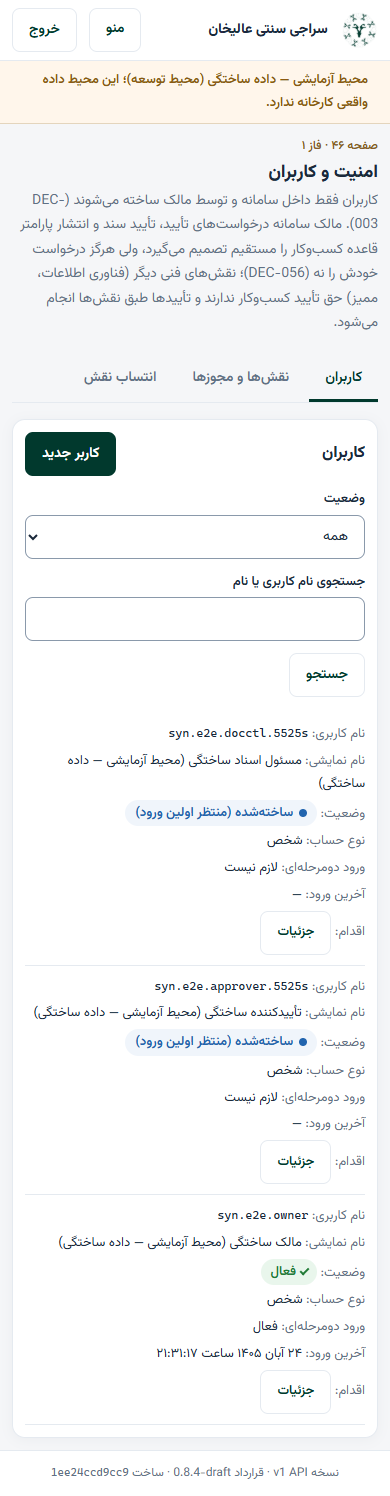 سراجی سنتی عالیخان
منو
خروج
محیط آزمایشی — داده ساختگی (محیط توسعه)؛ این محیط داده
واقعی کارخانه ندارد.
صفحه ۴۶ · فاز ۱
امنیت و کاربران
کاربران فقط داخل سامانه و توسط مالک ساخته می‌شوند (DEC-
003). مالک سامانه درخواست‌های تأیید، تأیید سند و انتشار پارامتر
قاعده کسب‌وکار را مستقیم تصمیم می‌گیرد، ولی هرگز درخواست
خودش را نه (DEC-056)؛ نقش‌های فنی دیگر (فناوری اطلاعات،
ممیز) حق تأیید کسب‌وکار ندارند و تأییدها طبق نقش‌ها انجام
می‌شود.
کاربران
نقش‌ها و مجوزها
انتساب نقش
کاربران
کاربر جدید
وضعیت
همه
جستجوی نام کاربری یا نام
جستجو
نام کاربری: syn.e2e.docctl.5525s
نام نمایشی: مسئول اسناد ساختگی (محیط آزمایشی — داده
ساختگی)
وضعیت: ساخته‌شده (منتظر اولین ورود)
نوع حساب: شخص
ورود دومرحله‌ای: لازم نیست
آخرین ورود: —
اقدام: جزئیات
نام کاربری: syn.e2e.approver.5525s
نام نمایشی: تأییدکننده ساختگی (محیط آزمایشی — داده ساختگی)
وضعیت: ساخته‌شده (منتظر اولین ورود)
نوع حساب: شخص
ورود دومرحله‌ای: لازم نیست
آخرین ورود: —
اقدام: جزئیات
نام کاربری: syn.e2e.owner
نام نمایشی: مالک ساختگی (محیط آزمایشی — داده ساختگی)
وضعیت: ✓ فعال
نوع حساب: شخص
ورود دومرحله‌ای: فعال
آخرین ورود: ۲۴ آبان ۱۴۰۵ ساعت ۲۱:۳۱:۱۷
اقدام: جزئیات
نسخه v1 API · قرارداد 0.8.4-draft · ساخت 1ee24ccd9cc9